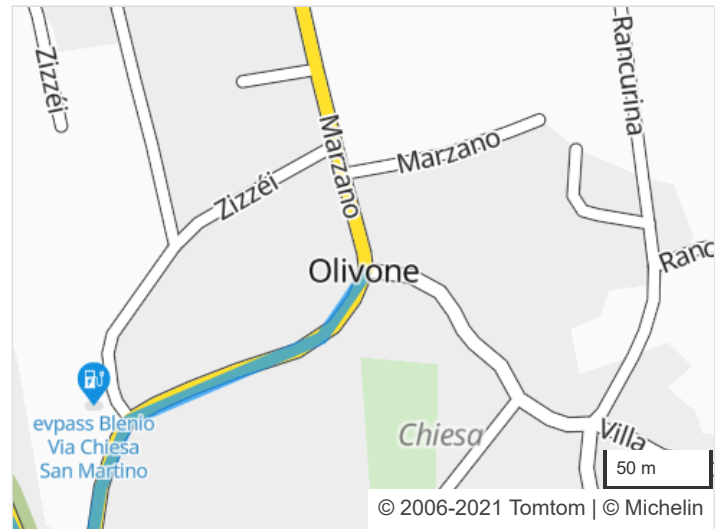 Zizzéi
Rancurina
Marzano
Marzano
Zizzéi
Ranc
Olivone
evpass Blenio
Via Chiesa
San Martino
Chiesa
Villa
50 m
© 2006-2021 Tomtom | © Michelin